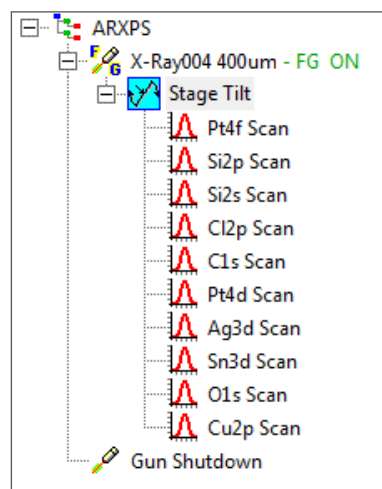 ARXPS
FG X-Ray004 400um - FG ON
Stage Tilt
Pt4f Scan
Si2p Scan
Si2s Scan
Cl2p Scan
C1s Scan
Pt4d Scan
Ag3d Scan
Sn3d Scan
O1s Scan
Cu2p Scan
Gun Shutdown